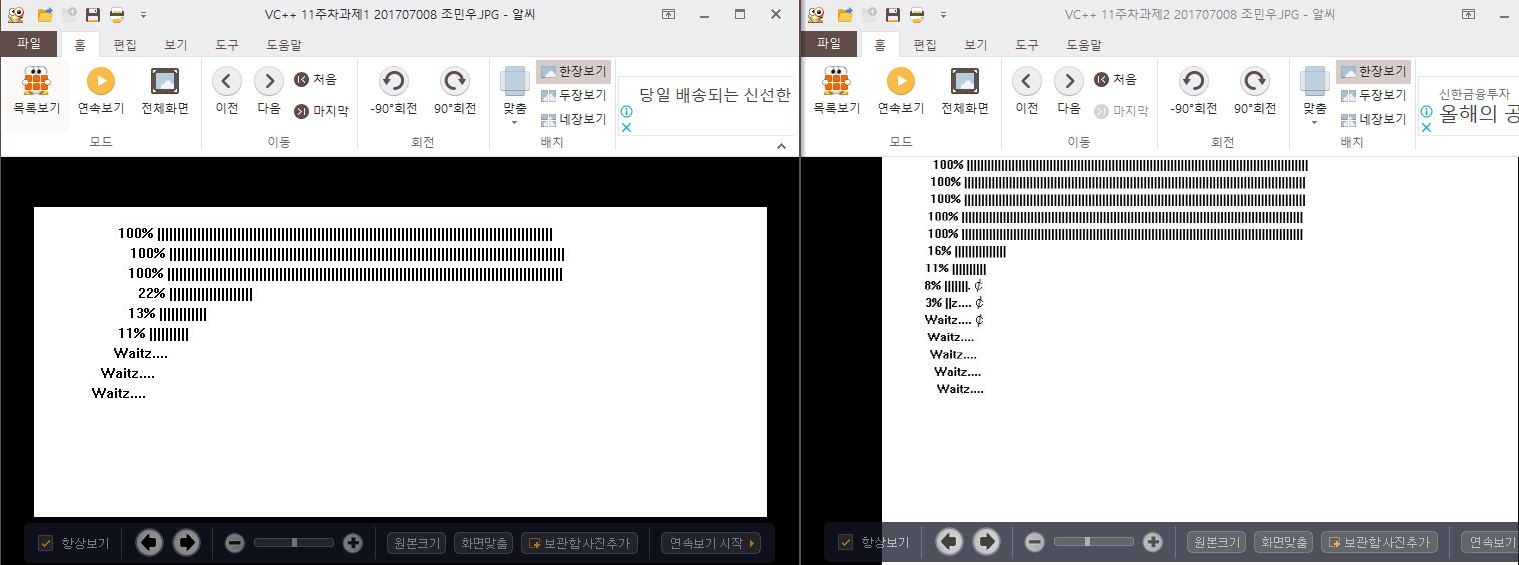 VC++ 11주차과제1 201707008 조민우.JPG - 알씨
파일 홈 편집 보기 도구 도움말
목록보기 연속보기 전체화면
모드
이전 다음 처음 마지막
이동
-90°회전 90°회전
회전
맞춤 한장보기 두장보기 네장보기
배치
당일 배송되는 신선한
100%
100%
100%
22%
13%
11%
Waitz....
Waitz....
Waitz....
항상보기 원본크기 화면맞춤 보관함사진추가 연속보기 시작
VC++ 11주차과제2 201707008 조민우.JPG - 알씨
파일 홈 편집 보기 도구 도움말
목록보기 연속보기 전체화면
모드
이전 다음 처음 마지막
이동
-90°회전 90°회전
회전
맞춤 한장보기 두장보기 네장보기
배치
신한금융투자
올해의 공
100%
100%
100%
100%
100%
16%
11%
8%
3% ||z....
Waitz....
Waitz....
Waitz....
Waitz....
Waitz....
항상보기 원본크기 화면맞춤 보관함사진추가 연속보기